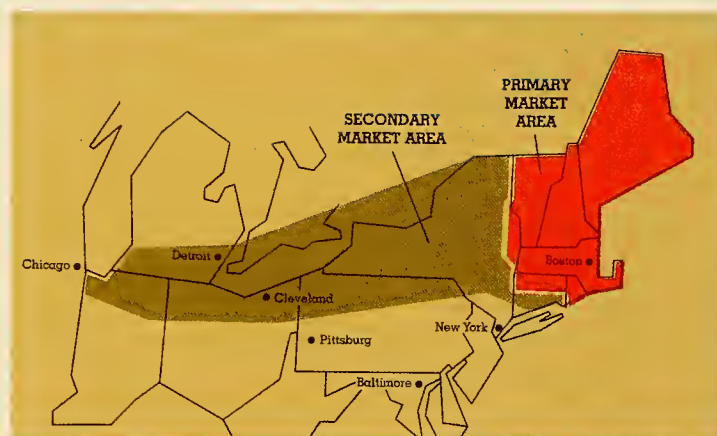 PRIMARY
MARKET
AREA
SECONDARY
MARKET AREA
Chicago
Detroit
Boston
Cleveland
New York
Pittsburg
Baltimore